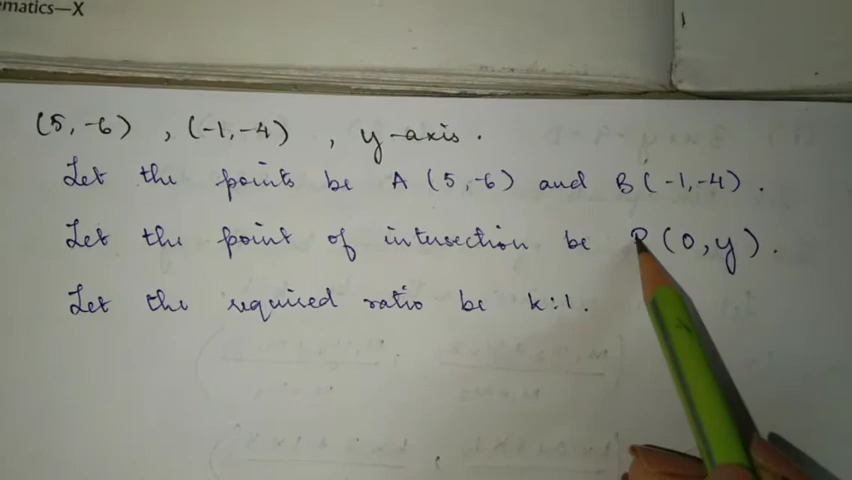 matics—X
(5, -6) , (-1, -4) , y-axis.
Let the points be A (5, -6) and B (-1, -4).
Let the point of intersection be P (0, y).
Let the required ratio be k:1.